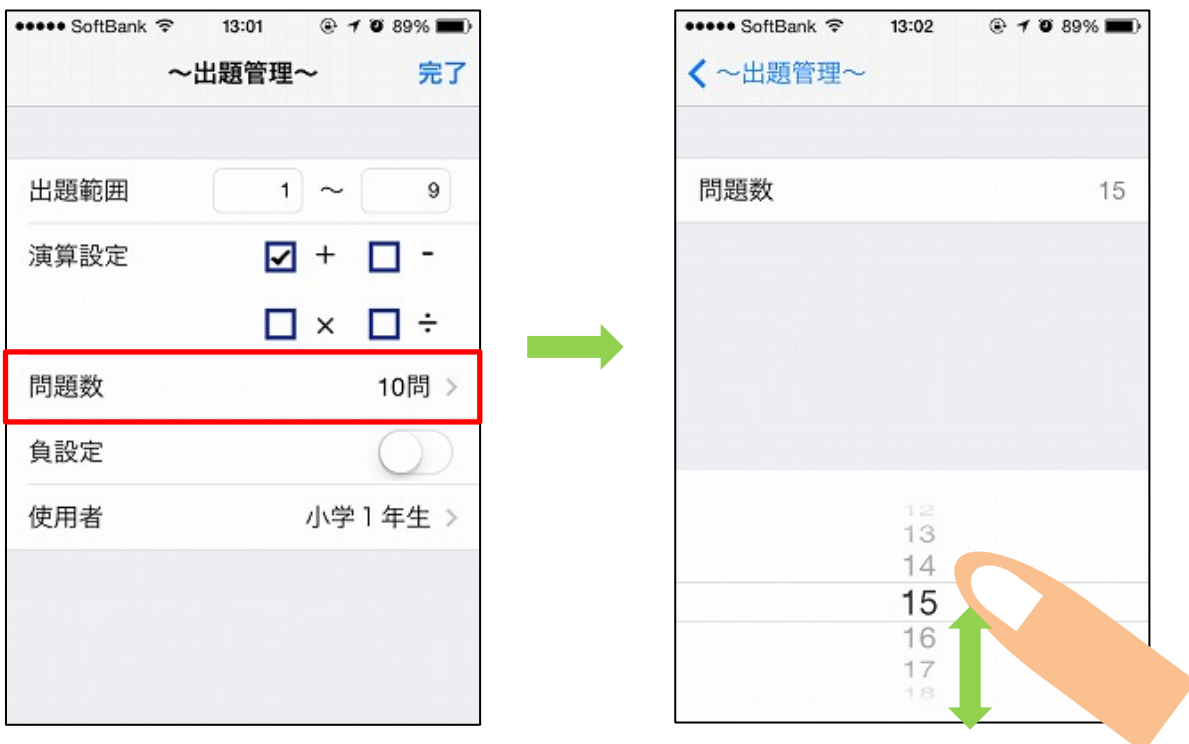 SoftBank 13:01 89%
〜出題管理〜 完了
出題範囲 1 〜 9
演算設定 + -
× ÷
問題数 10問 >
負設定
使用者 小学1年生 >
SoftBank 13:02 89%
〜出題管理〜
問題数 15
12
13
14
15
16
17
18